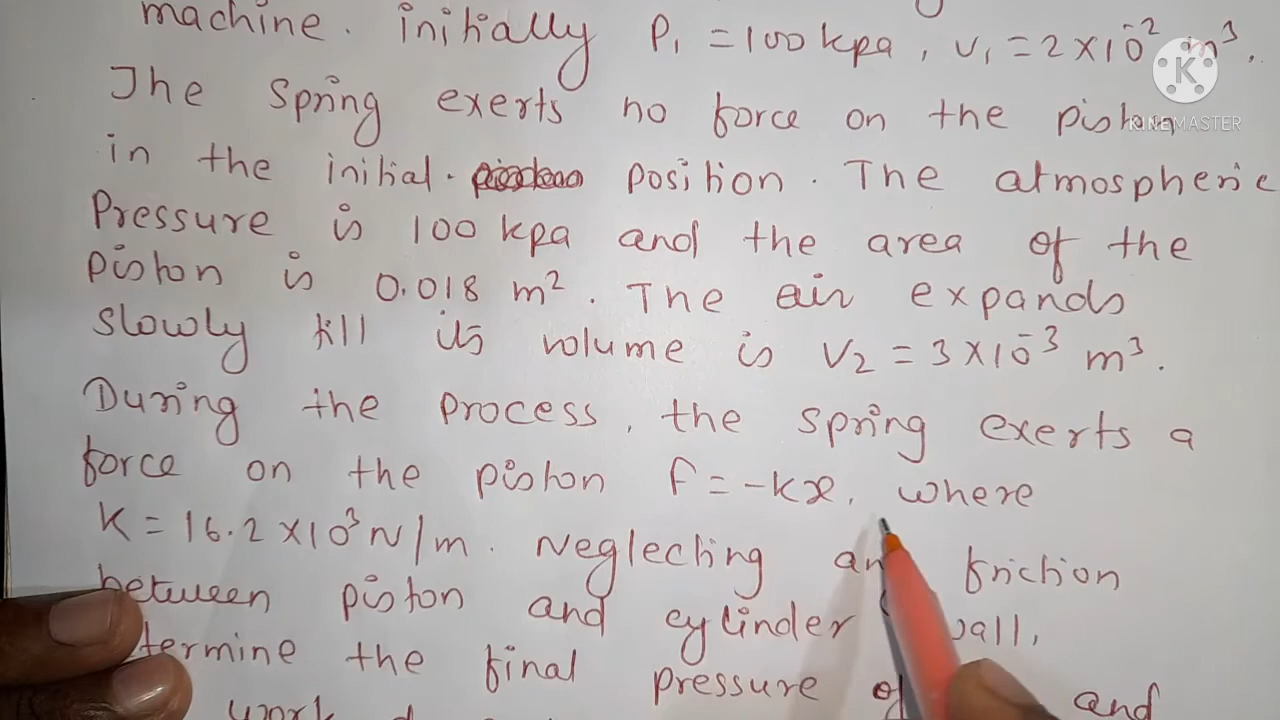 machine. Initially P₁ = 100 kpa, V₁ = 2 × 10⁻² m³.
The spring exerts no force on the piston
KINEMASTER
in the initial. position. The atmospheric
Pressure is 100 kpa and the area of the
piston is 0.018 m². The air expands
slowly till its volume is V₂ = 3 × 10⁻³ m³.
During the process, the spring exerts a
force on the piston F = -kx, where
K = 16.2 × 10³ N/m. Neglecting an friction
between piston and cylinder wall,
termine the final pressure of and
work